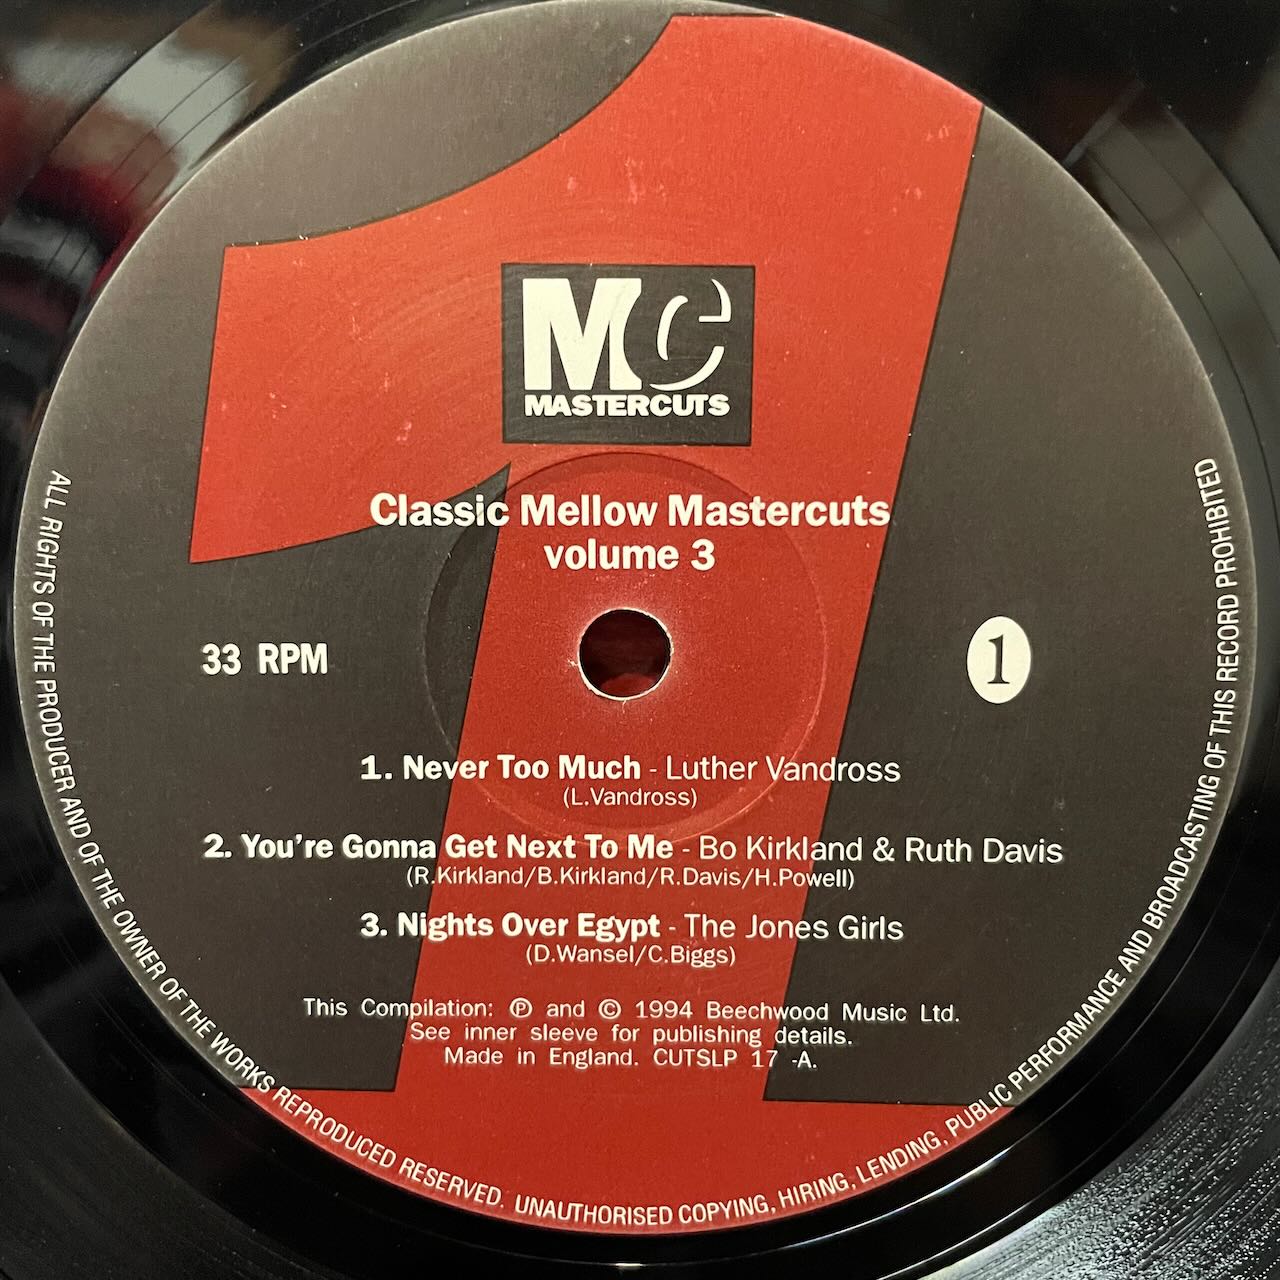 Mc
MASTERCUTS
Classic Mellow Mastercuts
volume 3
33 RPM
1
1. Never Too Much - Luther Vandross
(L.Vandross)
2. You're Gonna Get Next To Me - Bo Kirkland & Ruth Davis
(R.Kirkland/B.Kirkland/R.Davis/H.Powell)
3. Nights Over Egypt - The Jones Girls
(D.Wansel/C.Biggs)
This Compilation: ℗ and © 1994 Beechwood Music Ltd.
See inner sleeve for publishing details.
Made in England. CUTSLP 17 -A.
ALL RIGHTS OF THE PRODUCER AND OF THE OWNER OF THE WORKS REPRODUCED RESERVED. UNAUTHORISED COPYING, HIRING, LENDING, PUBLIC PERFORMANCE AND BROADCASTING OF THIS RECORD PROHIBITED
1